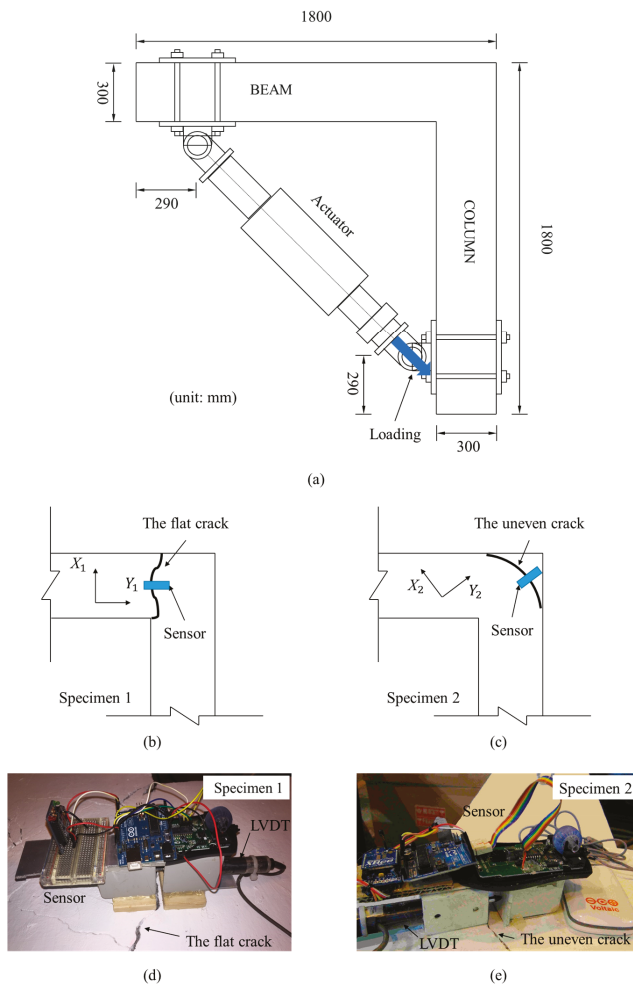 1800
300
BEAM
290
Actuator
COLUMN
1800
(unit: mm)
290
Loading
300
(a)
The flat crack
X₁
Y₁
Sensor
Specimen 1
(b)
The uneven crack
X₂
Y₂
Sensor
Specimen 2
(c)
Specimen 1
LVDT
Sensor
The flat crack
(d)
Specimen 2
Sensor
Voltaic
LVDT
The uneven crack
(e)